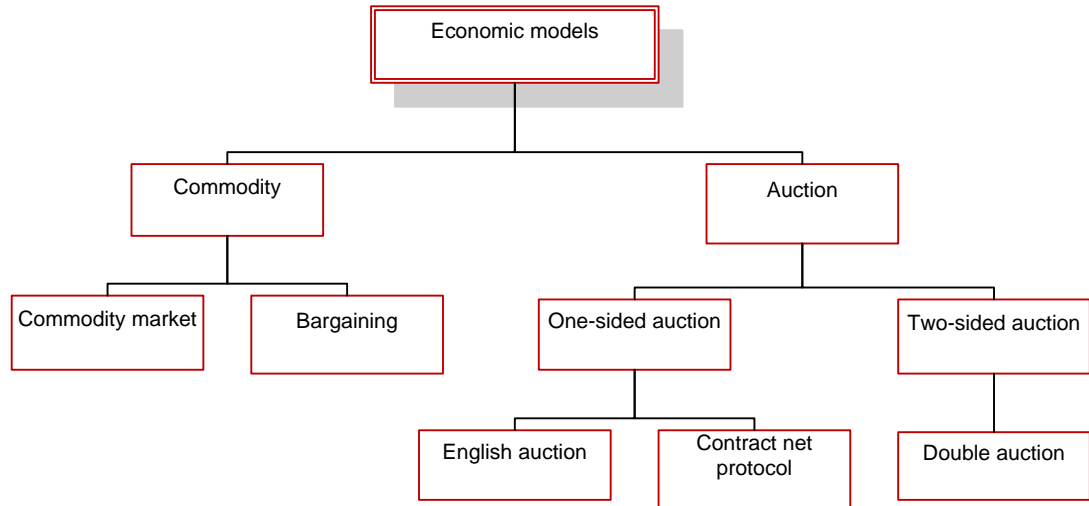 Economic models
Commodity
Auction
Commodity market
Bargaining
One-sided auction
Two-sided auction
English auction
Contract net
protocol
Double auction